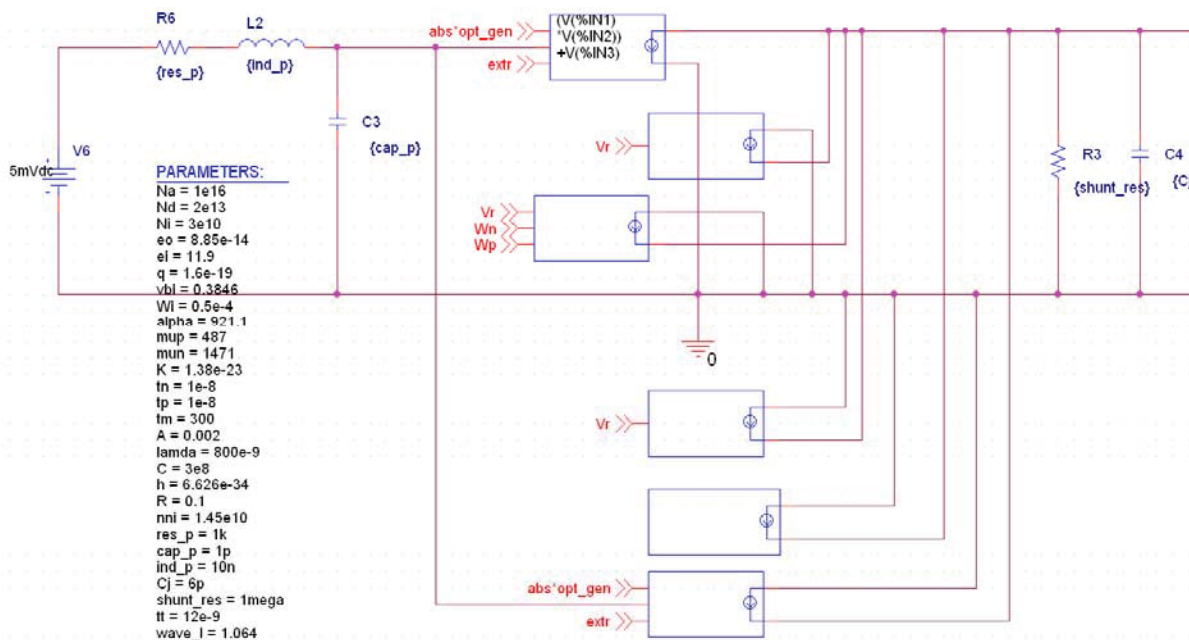 R6
{res_p}
L2
{ind_p}
C3
{cap_p}
V6
5mVdc
+
-
abs*opt_gen
extr
(V(%IN1)
*V(%IN2))
+V(%IN3)
Vr
Vr
Wn
Wp
0
Vr
abs*opt_gen
extr
R3
{shunt_res}
C4
{Cj
PARAMETERS:
Na = 1e16
Nd = 2e13
Ni = 3e10
eo = 8.85e-14
ei = 11.9
q = 1.6e-19
vbi = 0.3846
Wi = 0.5e-4
alpha = 921.1
mup = 487
mun = 1471
K = 1.38e-23
tn = 1e-8
tp = 1e-8
tm = 300
A = 0.002
lamda = 800e-9
C = 3e8
h = 6.626e-34
R = 0.1
nni = 1.45e10
res_p = 1k
cap_p = 1p
ind_p = 10n
Cj = 6p
shunt_res = 1mega
tt = 12e-9
wave_l = 1.064